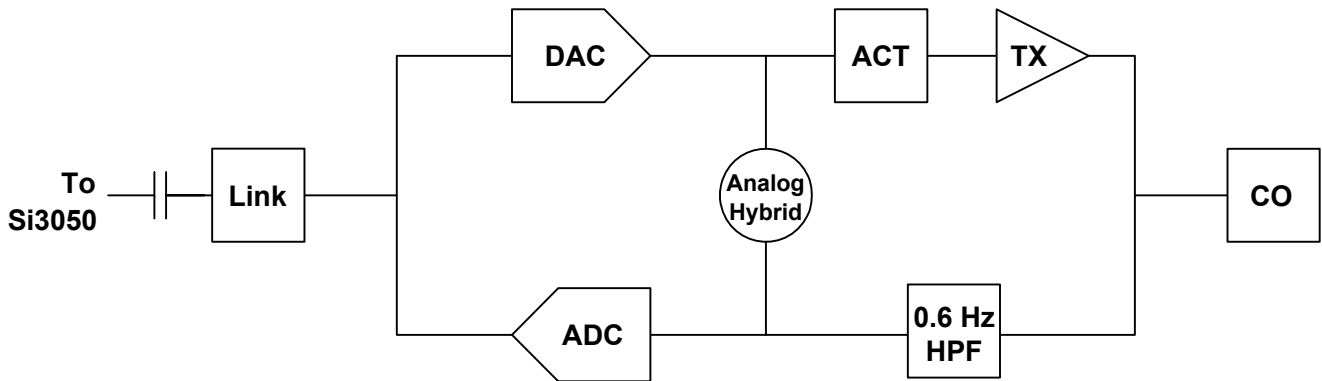 DAC
ACT
TX
To
Si3050
Link
Analog
Hybrid
CO
ADC
0.6 Hz
HPF